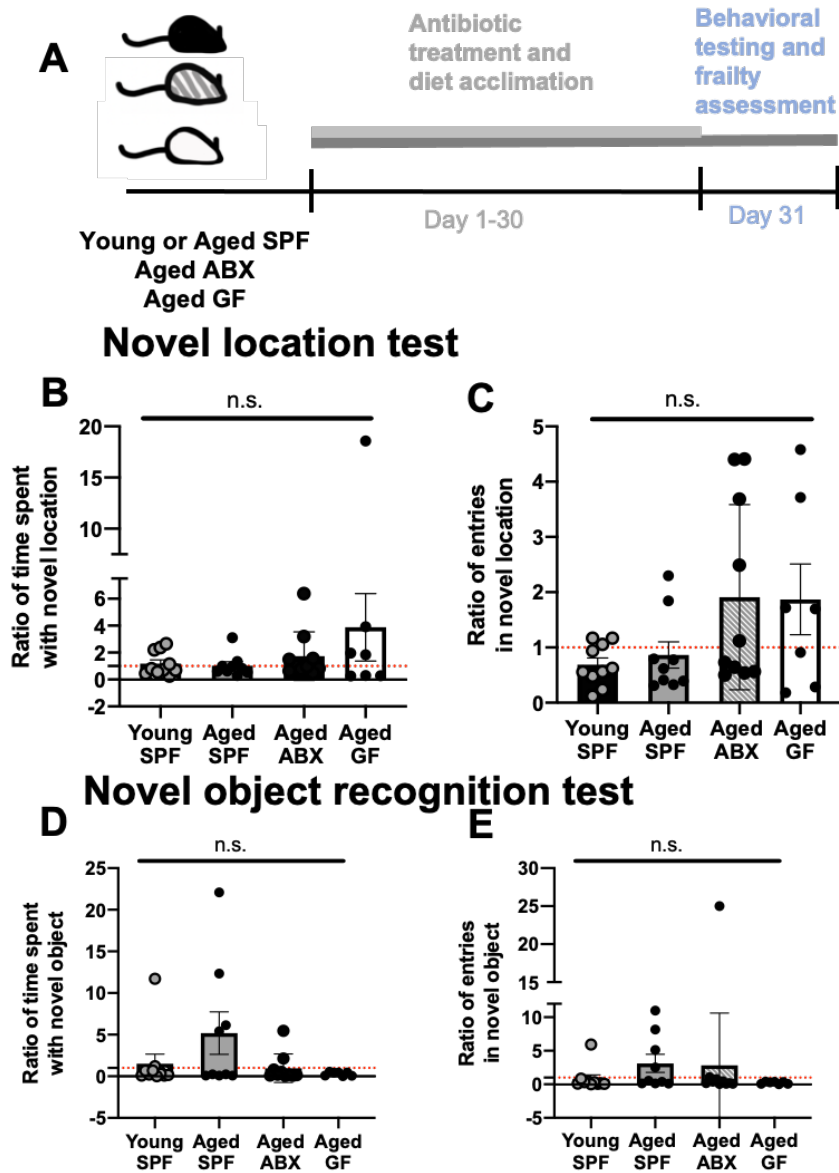 A
Antibiotic
treatment and
diet acclimation
Behavioral
testing and
frailty
assessment
Day 1-30
Day 31
Young or Aged SPF
Aged ABX
Aged GF
Novel location test
B
n.s.
Ratio of time spent
with novel location
20
15
10
6
4
2
0
-2
Young
SPF
Aged
SPF
Aged
ABX
Aged
GF
C
n.s.
Ratio of entries
in novel location
5
4
3
2
1
0
Young
SPF
Aged
SPF
Aged
ABX
Aged
GF
Novel object recognition test
D
n.s.
Ratio of time spent
with novel object
25
20
15
10
5
0
-5
Young
SPF
Aged
SPF
Aged
ABX
Aged
GF
E
n.s.
Ratio of entries
in novel object
30
25
20
15
10
5
0
-5
Young
SPF
Aged
SPF
Aged
ABX
Aged
GF